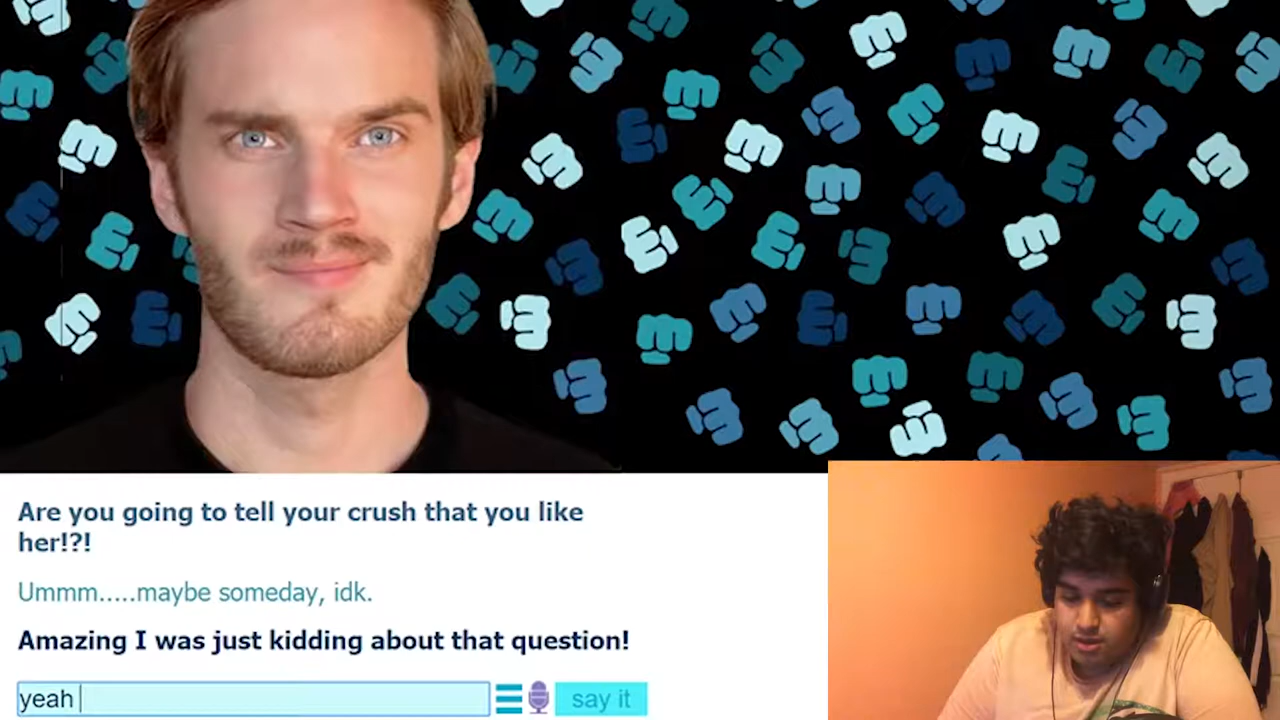 Are you going to tell your crush that you like
her!?!
Ummm.....maybe someday, idk.
Amazing I was just kidding about that question!
yeah
say it